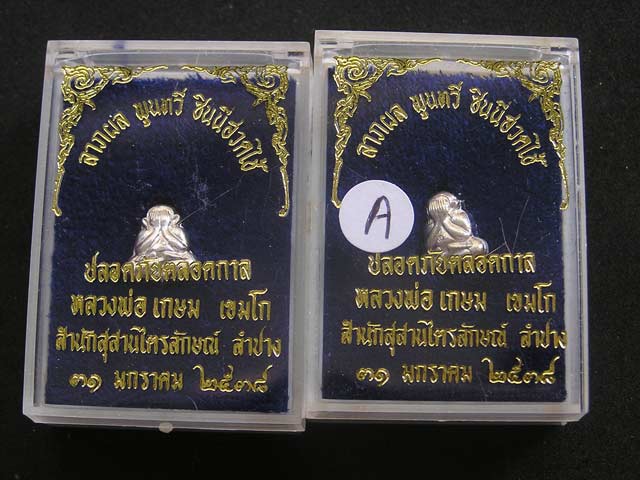 ลาภผล พูนทวี
ปลอดภัยตลอดกาล
หลวงพ่อ เกษม เขมโก
สำนักสุสานไตรลักษณ์ ลำปาง
๓๑ มกราคม ๒๕๓๘
ลาภผล พูนทวี
A
ปลอดภัยตลอดกาล
หลวงพ่อ เกษม เขมโก
สำนักสุสานไตรลักษณ์ ลำปาง
๓๑ มกราคม ๒๕๓๘